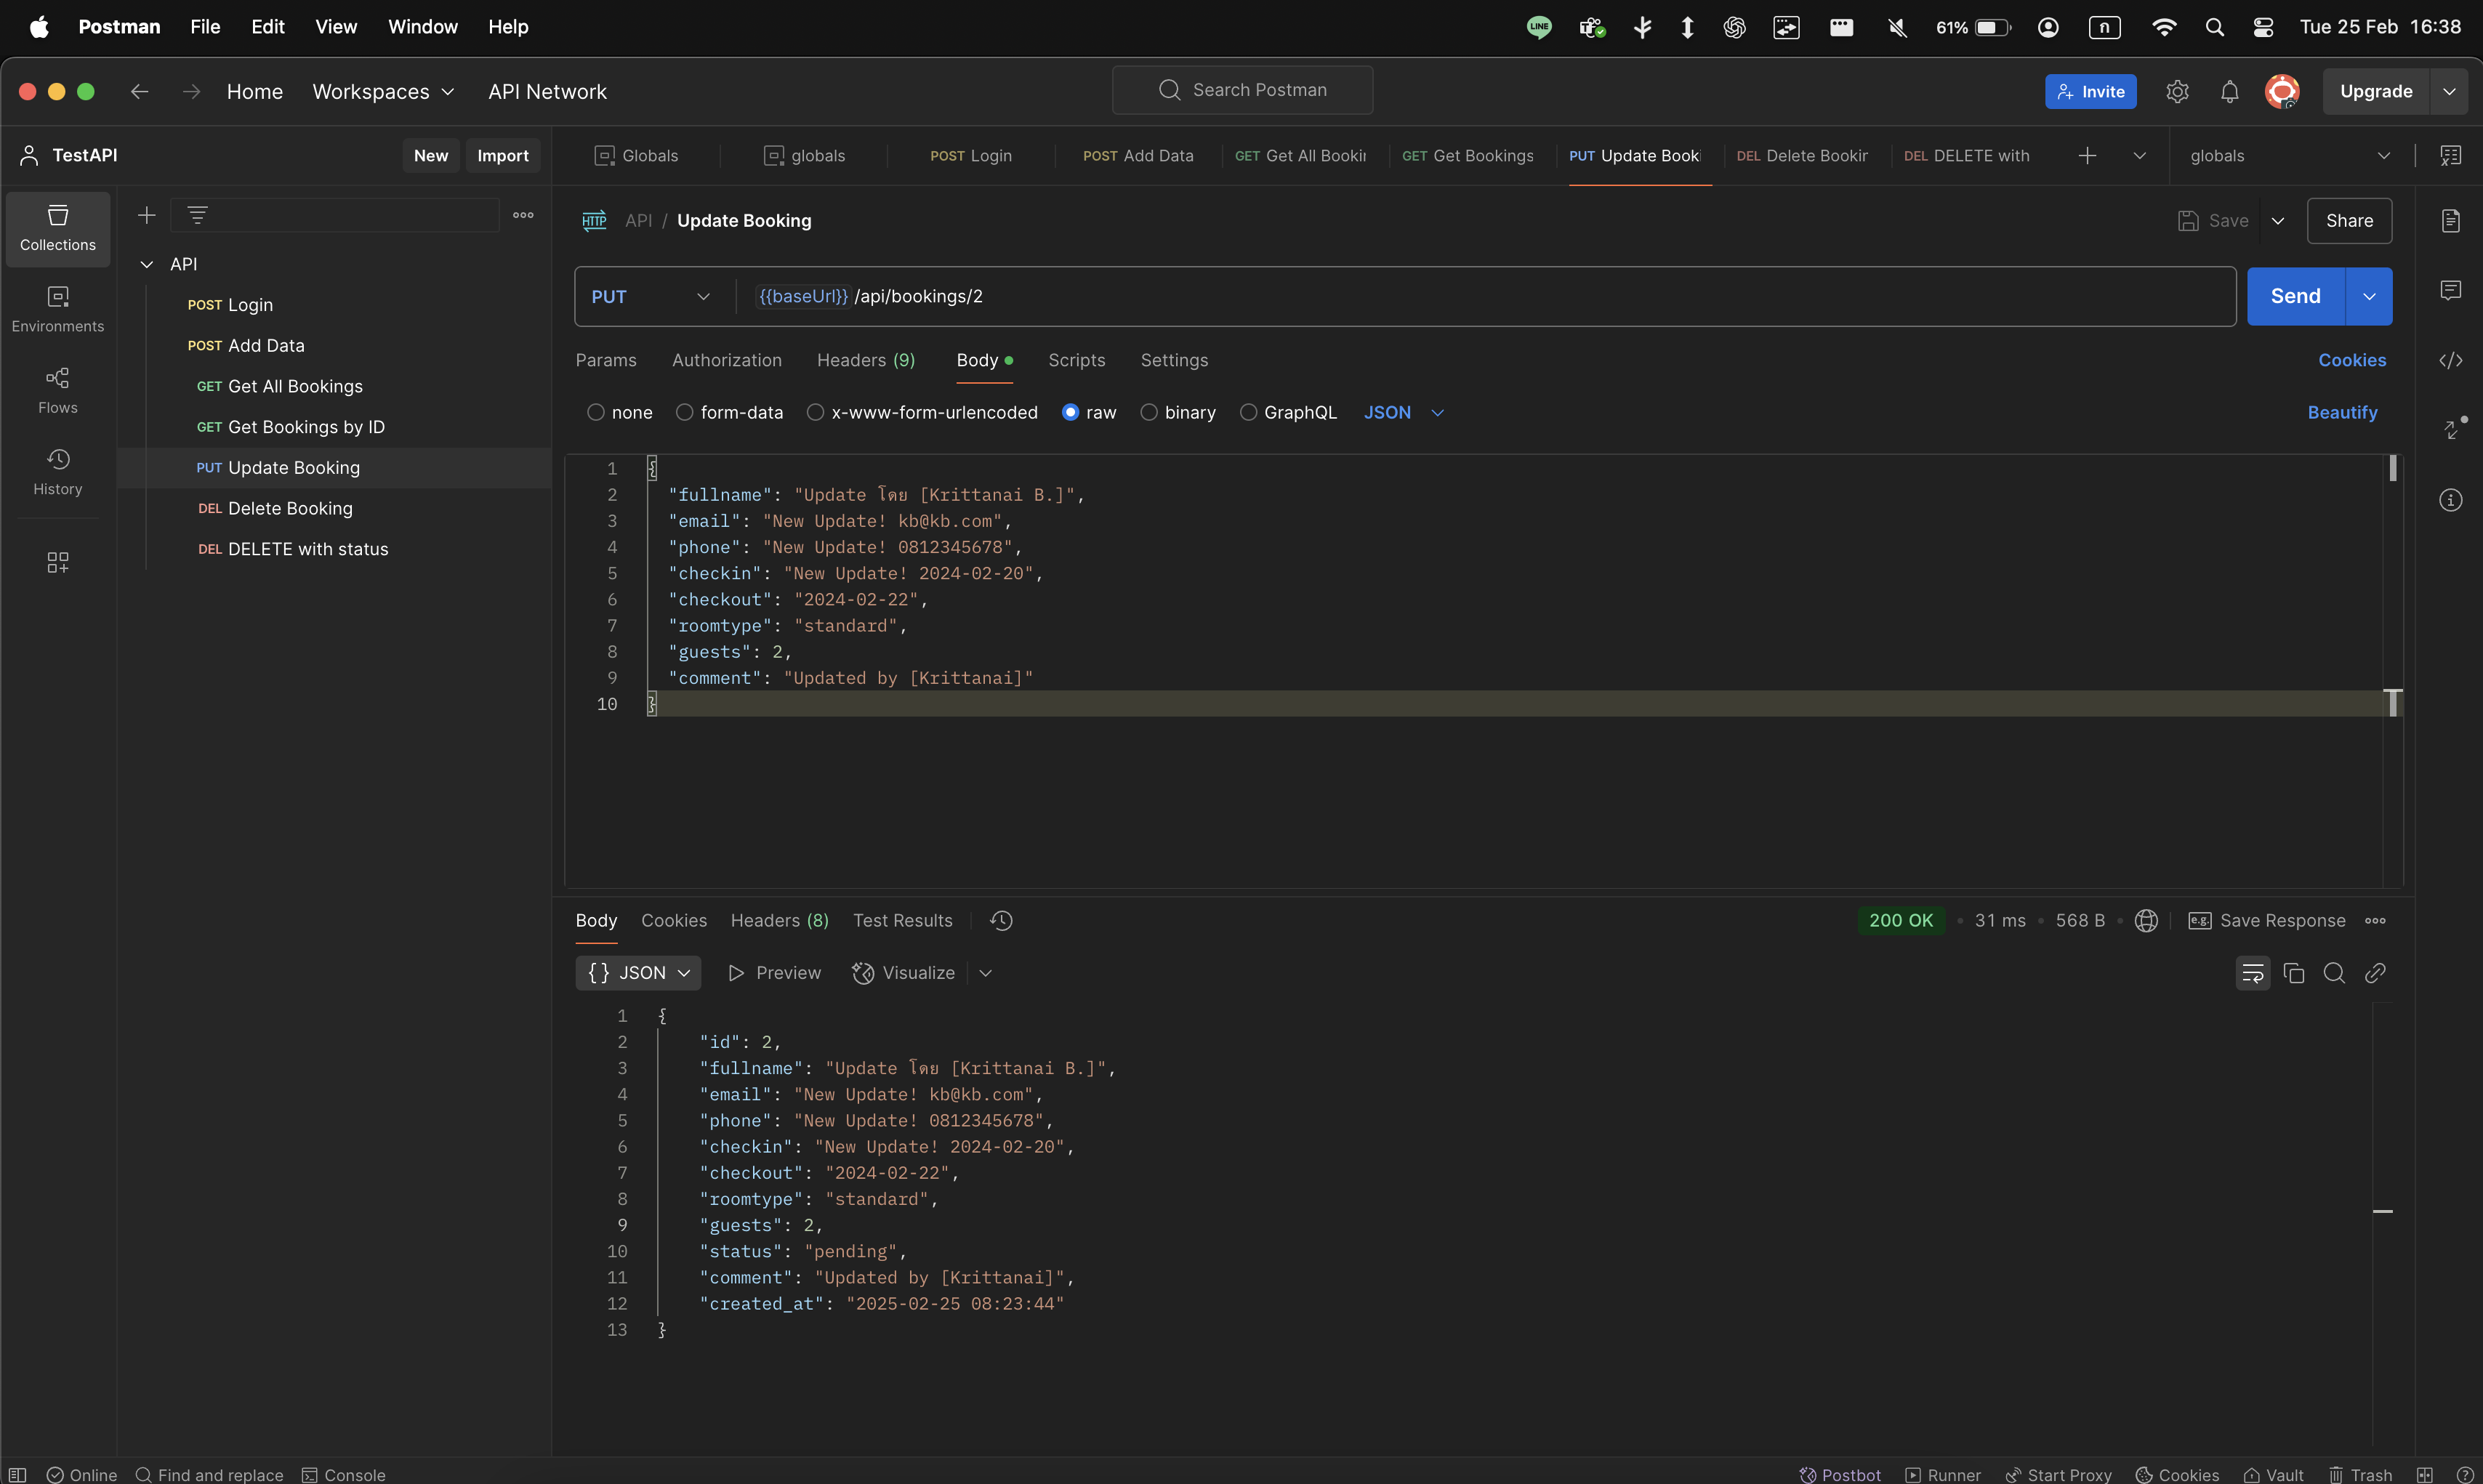 Postman File Edit View Window Help
LINE 61% ก Tue 25 Feb 16:38
Home Workspaces API Network
Search Postman
Invite Upgrade
TestAPI New Import
Globals globals POST Login POST Add Data GET Get All Bookin GET Get Bookings PUT Update Booki DEL Delete Bookin DEL DELETE with globals
Collections
Environments
Flows
History
API
POST Login
POST Add Data
GET Get All Bookings
GET Get Bookings by ID
PUT Update Booking
DEL Delete Booking
DEL DELETE with status
HTTP API / Update Booking Save Share
PUT {{baseUrl}} /api/bookings/2 Send
Params Authorization Headers (9) Body Scripts Settings Cookies
none form-data x-www-form-urlencoded raw binary GraphQL JSON Beautify
1 {
2 "fullname": "Update โดย [Krittanai B.]",
3 "email": "New Update! kb@kb.com",
4 "phone": "New Update! 0812345678",
5 "checkin": "New Update! 2024-02-20",
6 "checkout": "2024-02-22",
7 "roomtype": "standard",
8 "guests": 2,
9 "comment": "Updated by [Krittanai]"
10 }
Body Cookies Headers (8) Test Results 200 OK 31 ms 568 B e.g. Save Response
{} JSON Preview Visualize
1 {
2 "id": 2,
3 "fullname": "Update โดย [Krittanai B.]",
4 "email": "New Update! kb@kb.com",
5 "phone": "New Update! 0812345678",
6 "checkin": "New Update! 2024-02-20",
7 "checkout": "2024-02-22",
8 "roomtype": "standard",
9 "guests": 2,
10 "status": "pending",
11 "comment": "Updated by [Krittanai]",
12 "created_at": "2025-02-25 08:23:44"
13 }
Online Find and replace Console Postbot Runner Start Proxy Cookies Vault Trash